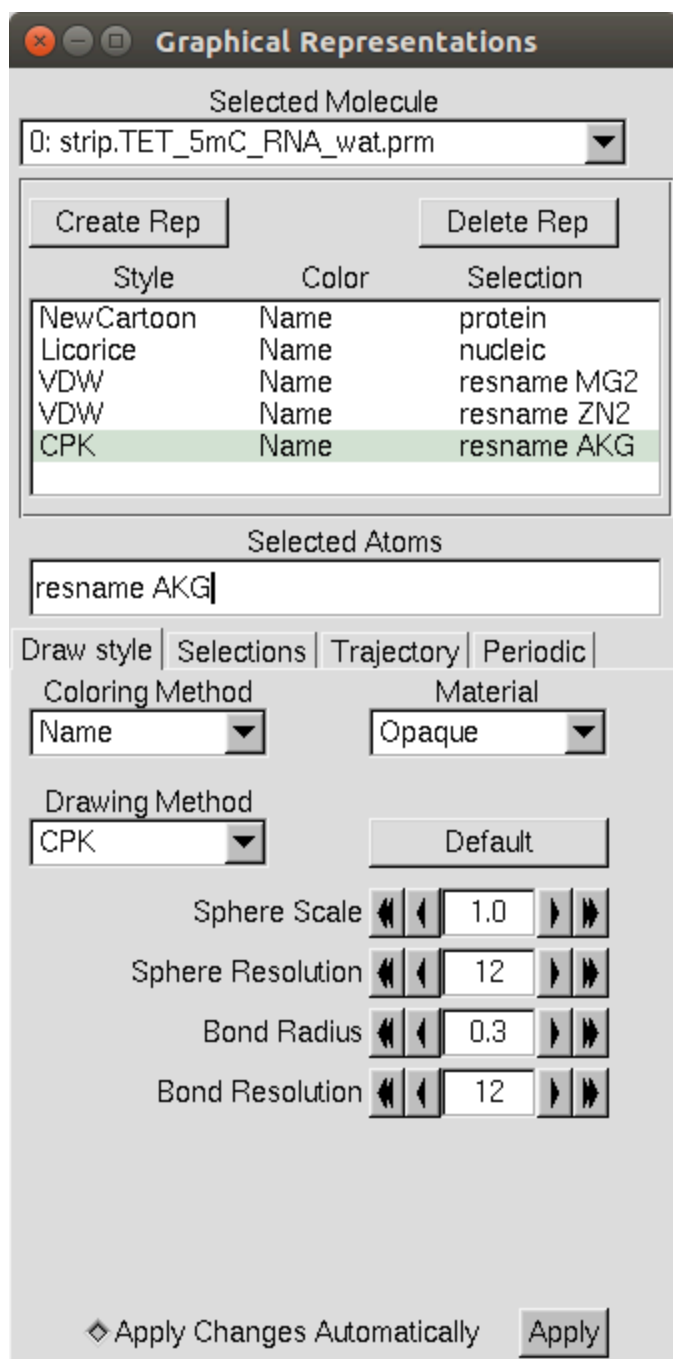 Graphical Representations
Selected Molecule
0: strip.TET_5mC_RNA_wat.prm
Create Rep Delete Rep
Style Color Selection
NewCartoon Name protein
Licorice Name nucleic
VDW Name resname MG2
VDW Name resname ZN2
CPK Name resname AKG
Selected Atoms
resname AKG
Draw style Selections Trajectory Periodic
Coloring Method Material
Name Opaque
Drawing Method
CPK Default
Sphere Scale 1.0
Sphere Resolution 12
Bond Radius 0.3
Bond Resolution 12
Apply Changes Automatically Apply